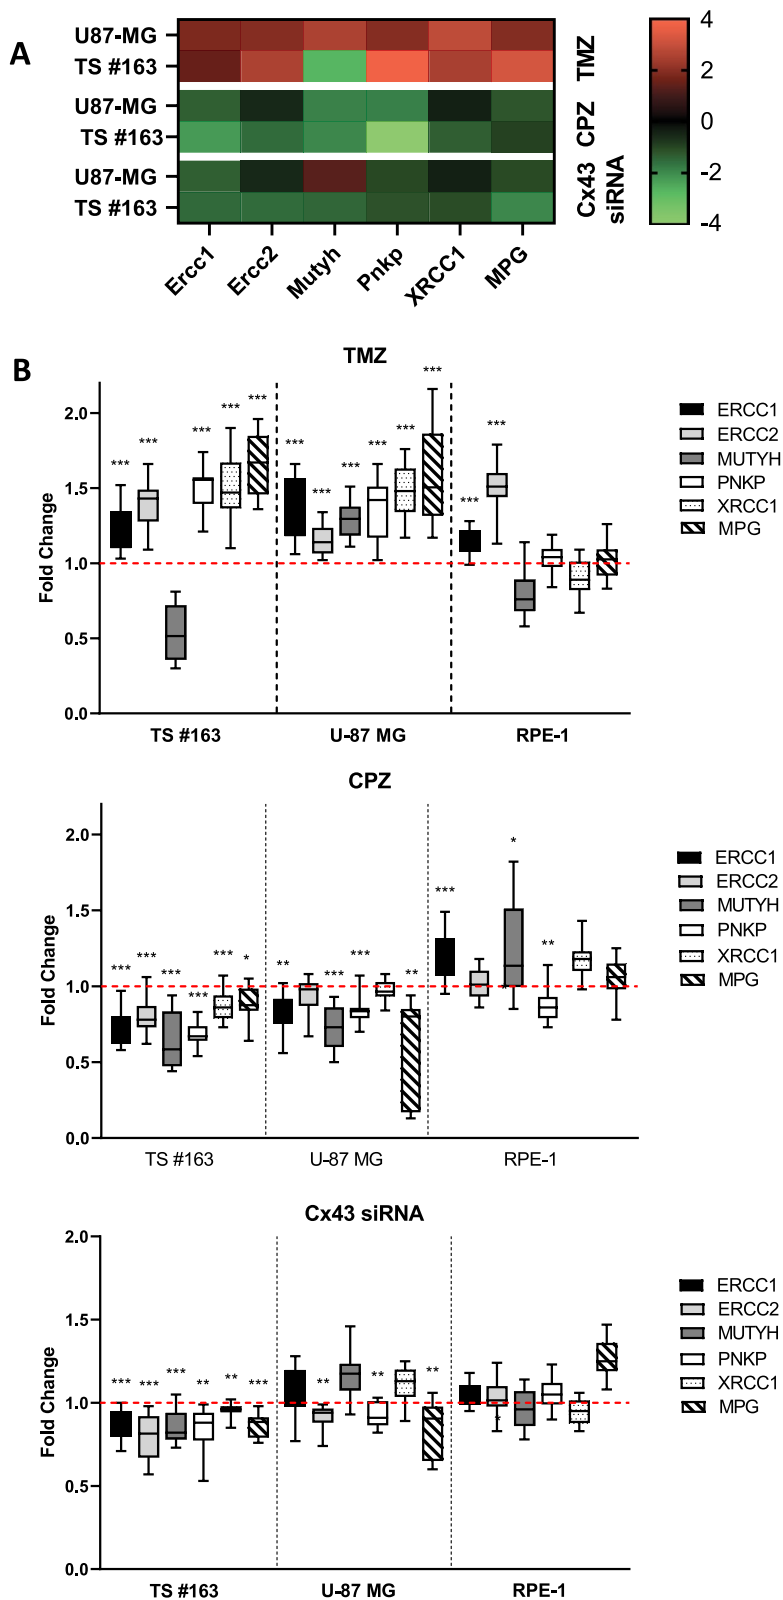 A
U87-MG
TS #163
TMZ
U87-MG
TS #163
CPZ
U87-MG
TS #163
Cx43
siRNA
Ercc1
Ercc2
Mutyh
Pnkp
XRCC1
MPG
4
2
0
-2
-4
B
TMZ
Fold Change
2.0
1.5
1.0
0.5
0.0
*** *** *** *** ***
*** *** *** *** *** ***
*** ***
TS #163 U-87 MG RPE-1
ERCC1
ERCC2
MUTYH
PNKP
XRCC1
MPG
CPZ
Fold Change
2.0
1.5
1.0
0.5
0.0
*** *** *** *** *** *
** *** *** **
*** * **
TS #163 U-87 MG RPE-1
ERCC1
ERCC2
MUTYH
PNKP
XRCC1
MPG
Cx43 siRNA
Fold Change
2.0
1.5
1.0
0.5
0.0
*** *** *** ** ** ***
** ** **
*
TS #163 U-87 MG RPE-1
ERCC1
ERCC2
MUTYH
PNKP
XRCC1
MPG